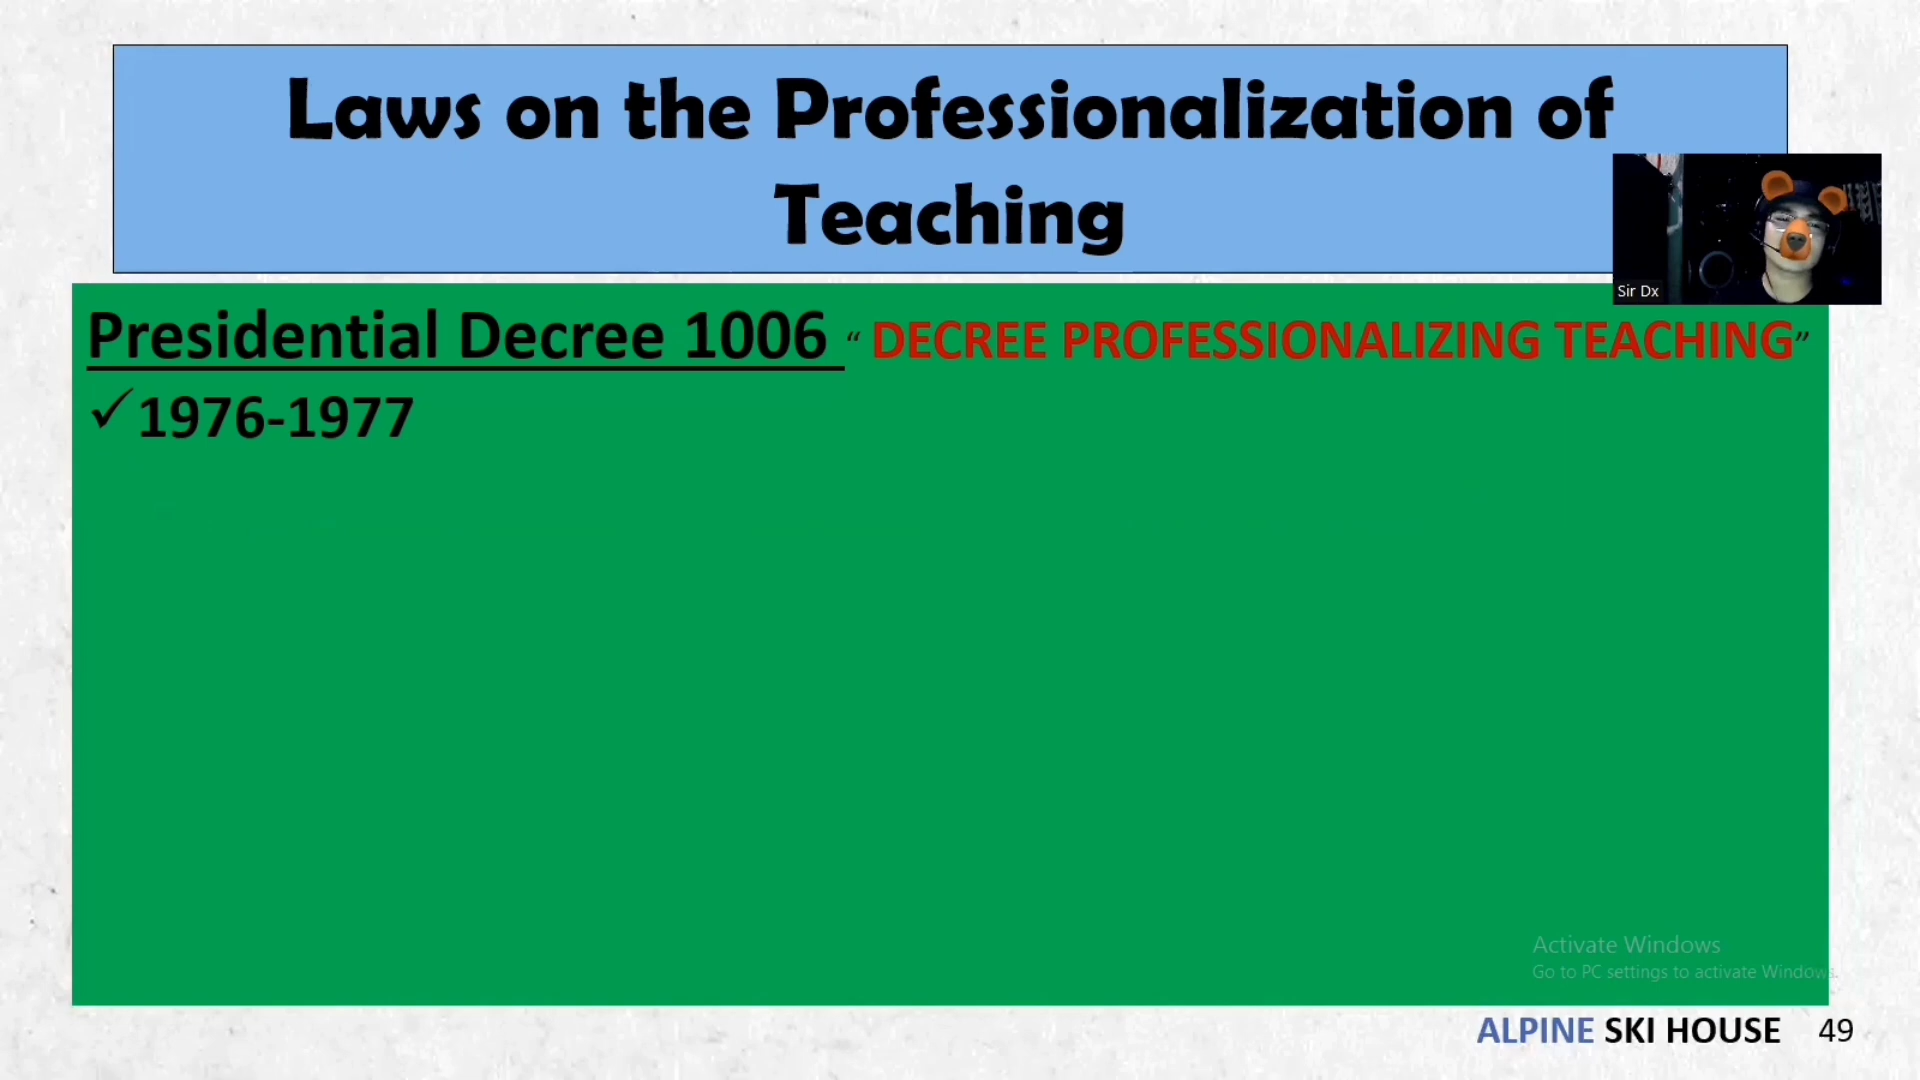 Laws on the Professionalization of
Teaching
Sir Dx
Presidential Decree 1006 “ DECREE PROFESSIONALIZING TEACHING”
✓1976-1977
Activate Windows
Go to PC settings to activate Windows.
ALPINE SKI HOUSE 49